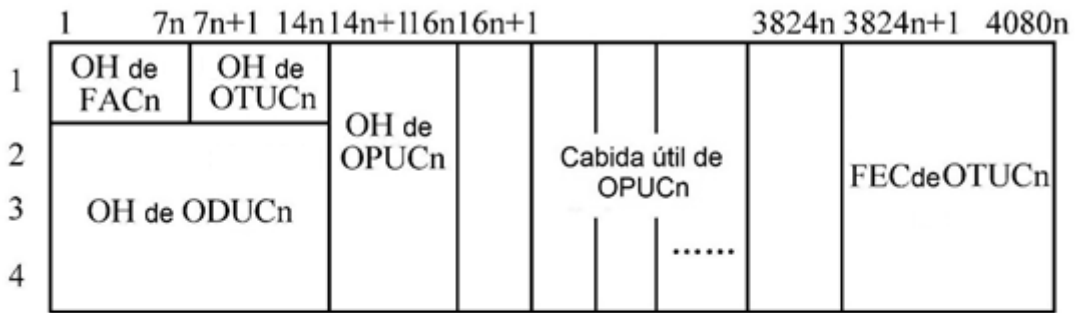 1 7n 7n+1 14n 14n+1 16n 16n+1 3824n 3824n+1 4080n
1
OH de
FACn
OH de
OTUCn
2
3
4
OH de ODUCn
OH de
OPUCn
Cabida útil de
OPUCn
......
FECdeOTUCn